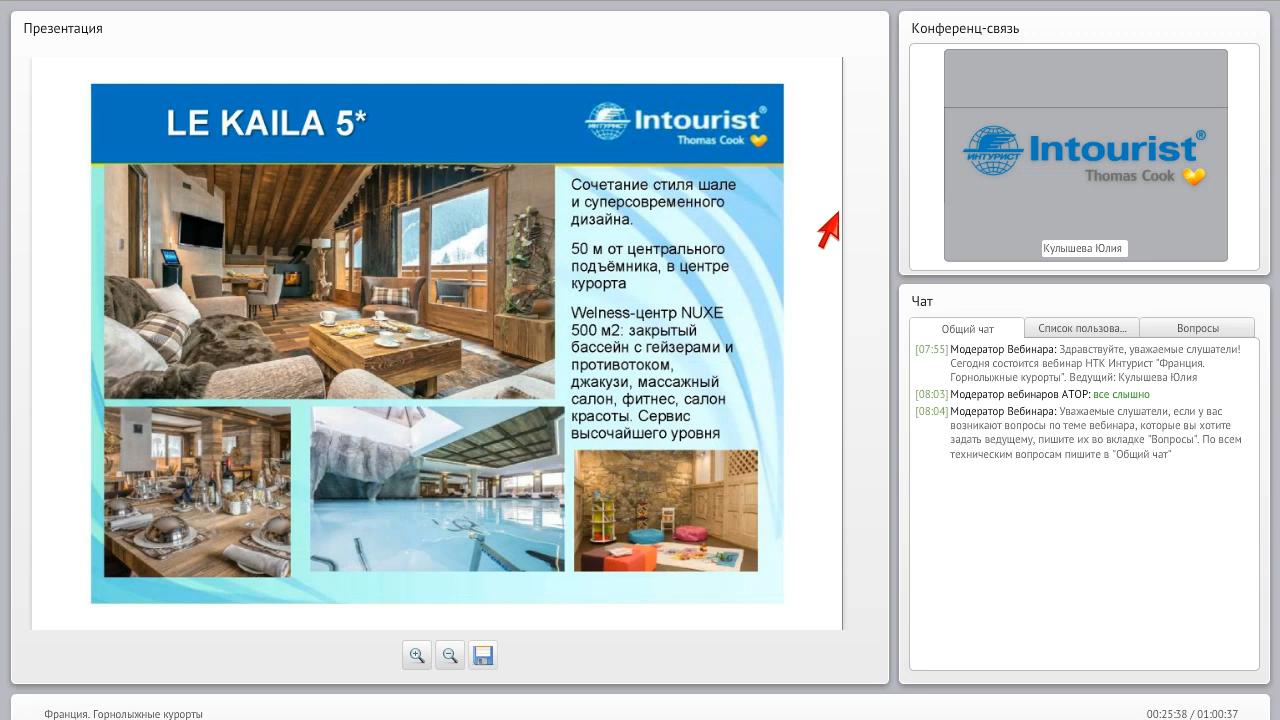 Презентация
LE KAILA 5*
ИНТУРИСТ
Intourist®
Thomas Cook
Сочетание стиля шале
и суперсовременного
дизайна.
50 м от центрального
подъёмника, в центре
курорта
Welness-центр NUXE
500 м2: закрытый
бассейн с гейзерами и
противотоком,
джакузи, массажный
салон, фитнес, салон
красоты. Сервис
высочайшего уровня
Конференц-связь
ИНТУРИСТ
Intourist®
Thomas Cook
Кулышева Юлия
Чат
Общий чат
Список пользова...
Вопросы
[07:55] Модератор Вебинара: Здравствуйте, уважаемые слушатели!
Сегодня состоится вебинар НТК Интурист "Франция.
Горнолыжные курорты". Ведущий: Кулышева Юлия
[08:03] Модератор вебинаров АТОР: все слышно
[08:04] Модератор Вебинара: Уважаемые слушатели, если у вас
возникают вопросы по теме вебинара, которые вы хотите
задать ведущему, пишите их во вкладке "Вопросы". По всем
техническим вопросам пишите в "Общий чат"
Франция. Горнолыжные курорты
00:25:38 / 01:00:37